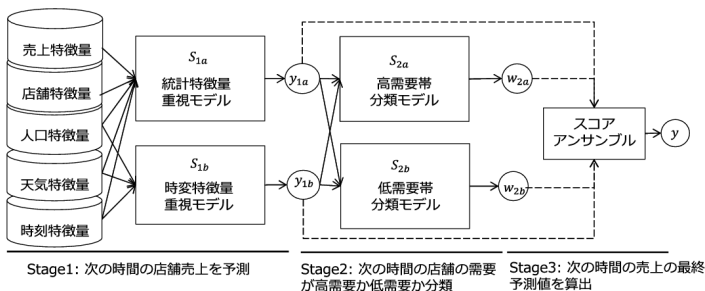 売上特徴量
店舗特徴量
人口特徴量
天気特徴量
時刻特徴量
S1a
統計特徴量
重視モデル
S1b
時変特徴量
重視モデル
y1a
y1b
S2a
高需要帯
分類モデル
S2b
低需要帯
分類モデル
w2a
w2b
スコア
アンサンブル
y
Stage1: 次の時間の店舗売上を予測
Stage2: 次の時間の店舗の需要
が高需要か低需要か分類
Stage3: 次の時間の売上の最終
予測値を算出